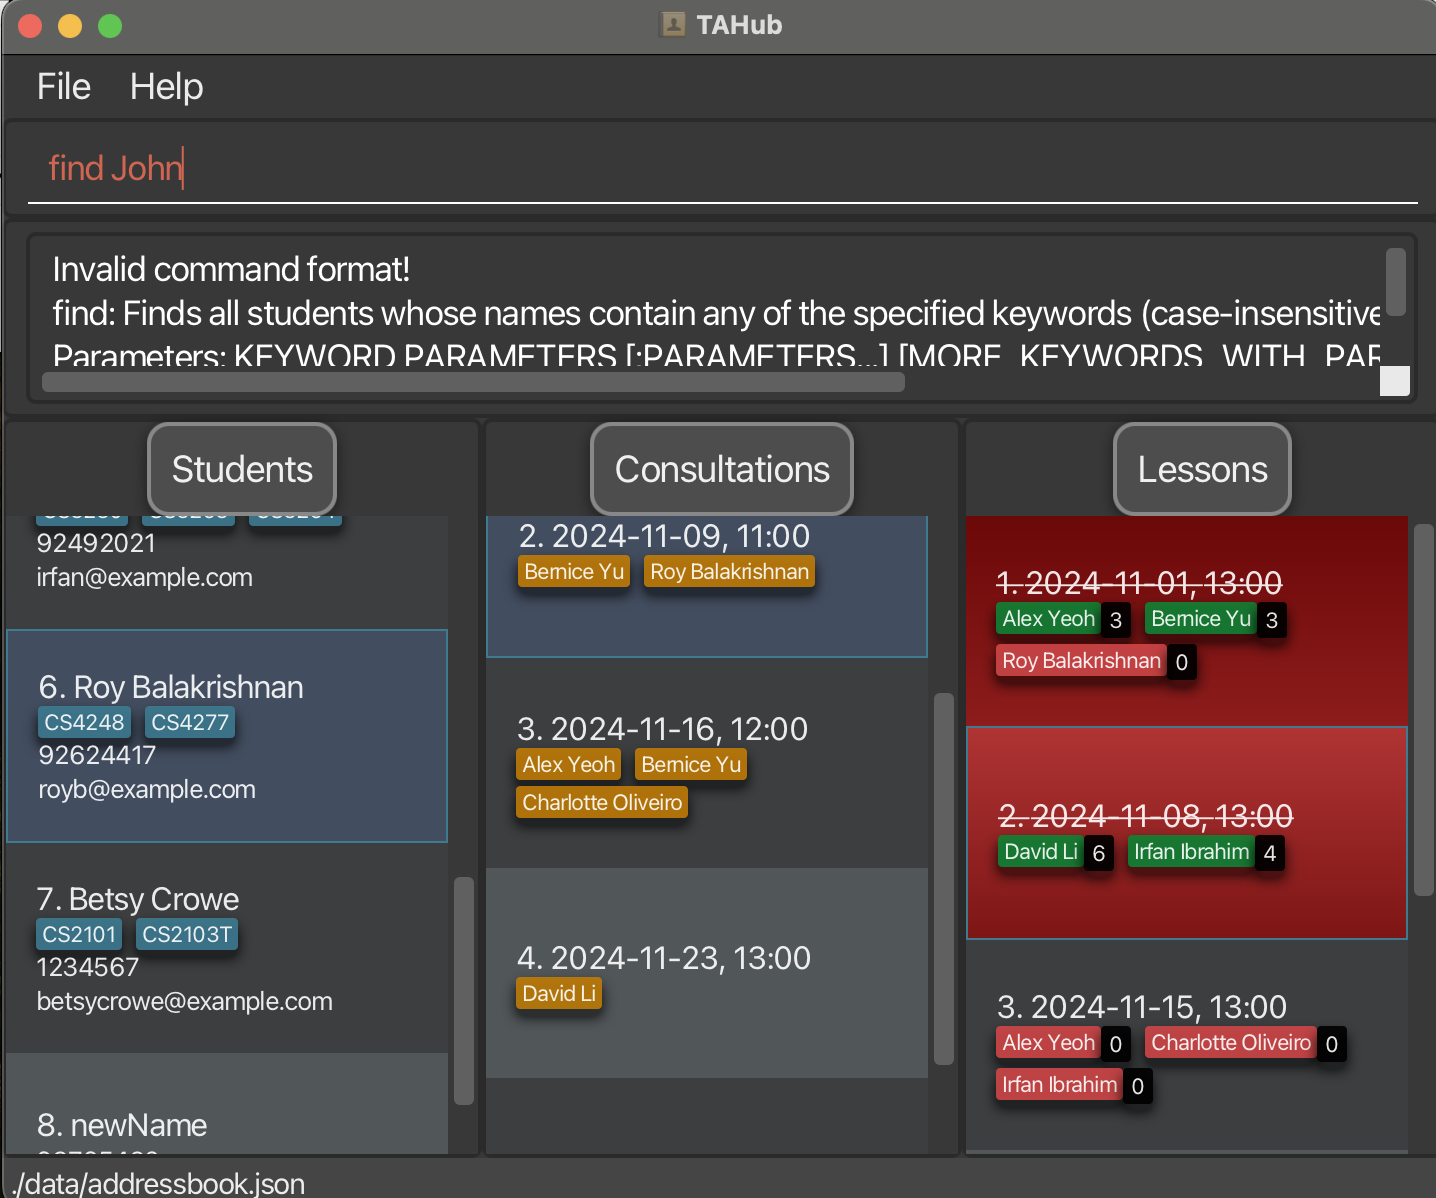 TAHub
File Help
find John
Invalid command format!
find: Finds all students whose names contain any of the specified keywords (case-insensitive
Parameters: KEYWORD PARAMETERS [;PARAMETERS...] [MORE_KEYWORDS_WITH_PAR
Students
92492021
irfan@example.com
6. Roy Balakrishnan
CS4248 CS4277
92624417
royb@example.com
7. Betsy Crowe
CS2101 CS2103T
1234567
betsycrowe@example.com
8. newName
Consultations
2. 2024-11-09, 11:00
Bernice Yu Roy Balakrishnan
3. 2024-11-16, 12:00
Alex Yeoh Bernice Yu
Charlotte Oliveiro
4. 2024-11-23, 13:00
David Li
Lessons
1. 2024-11-01, 13:00
Alex Yeoh 3 Bernice Yu 3
Roy Balakrishnan 0
2. 2024-11-08, 13:00
David Li 6 Irfan Ibrahim 4
3. 2024-11-15, 13:00
Alex Yeoh 0 Charlotte Oliveiro 0
Irfan Ibrahim 0
./data/addressbook.json